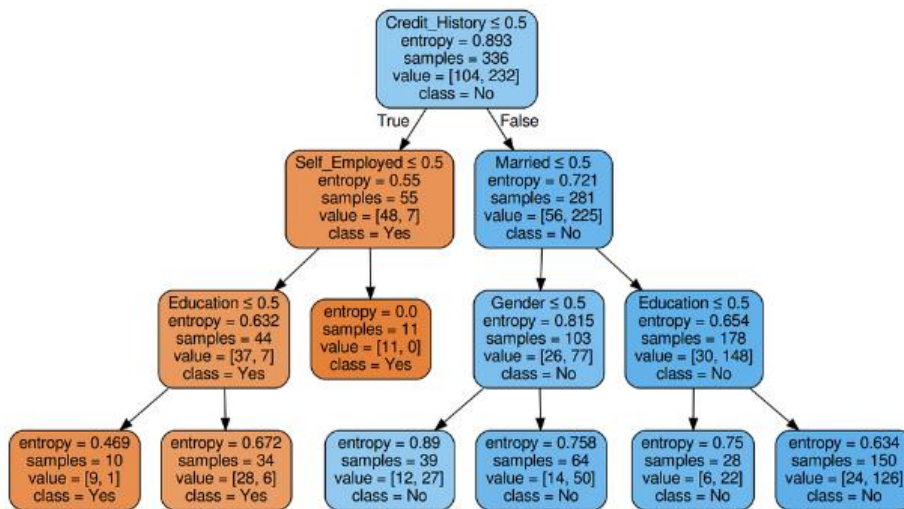 Credit_History ≤ 0.5
entropy = 0.893
samples = 336
value = [104, 232]
class = No
True
False
Self_Employed ≤ 0.5
entropy = 0.55
samples = 55
value = [48, 7]
class = Yes
Married ≤ 0.5
entropy = 0.721
samples = 281
value = [56, 225]
class = No
Education ≤ 0.5
entropy = 0.632
samples = 44
value = [37, 7]
class = Yes
entropy = 0.0
samples = 11
value = [11, 0]
class = Yes
Gender ≤ 0.5
entropy = 0.815
samples = 103
value = [26, 77]
class = No
Education ≤ 0.5
entropy = 0.654
samples = 178
value = [30, 148]
class = No
entropy = 0.469
samples = 10
value = [9, 1]
class = Yes
entropy = 0.672
samples = 34
value = [28, 6]
class = Yes
entropy = 0.89
samples = 39
value = [12, 27]
class = No
entropy = 0.758
samples = 64
value = [14, 50]
class = No
entropy = 0.75
samples = 28
value = [6, 22]
class = No
entropy = 0.634
samples = 150
value = [24, 126]
class = No